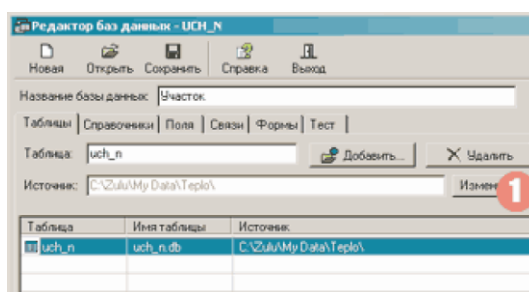 Редактор баз данных - UCH_N
Новая Открыть Сохранить Справка Выход
Название базы данных: Участок
Таблицы Справочники Поля Связи Формы Тест
Таблица: uch_n Добавить... Удалить
Источник: C:\Zulu\My Data\Teplo\ Измен 1
Таблица Имя таблицы Источник
uch_n uch_n.db C:\Zulu\My Data\Teplo\